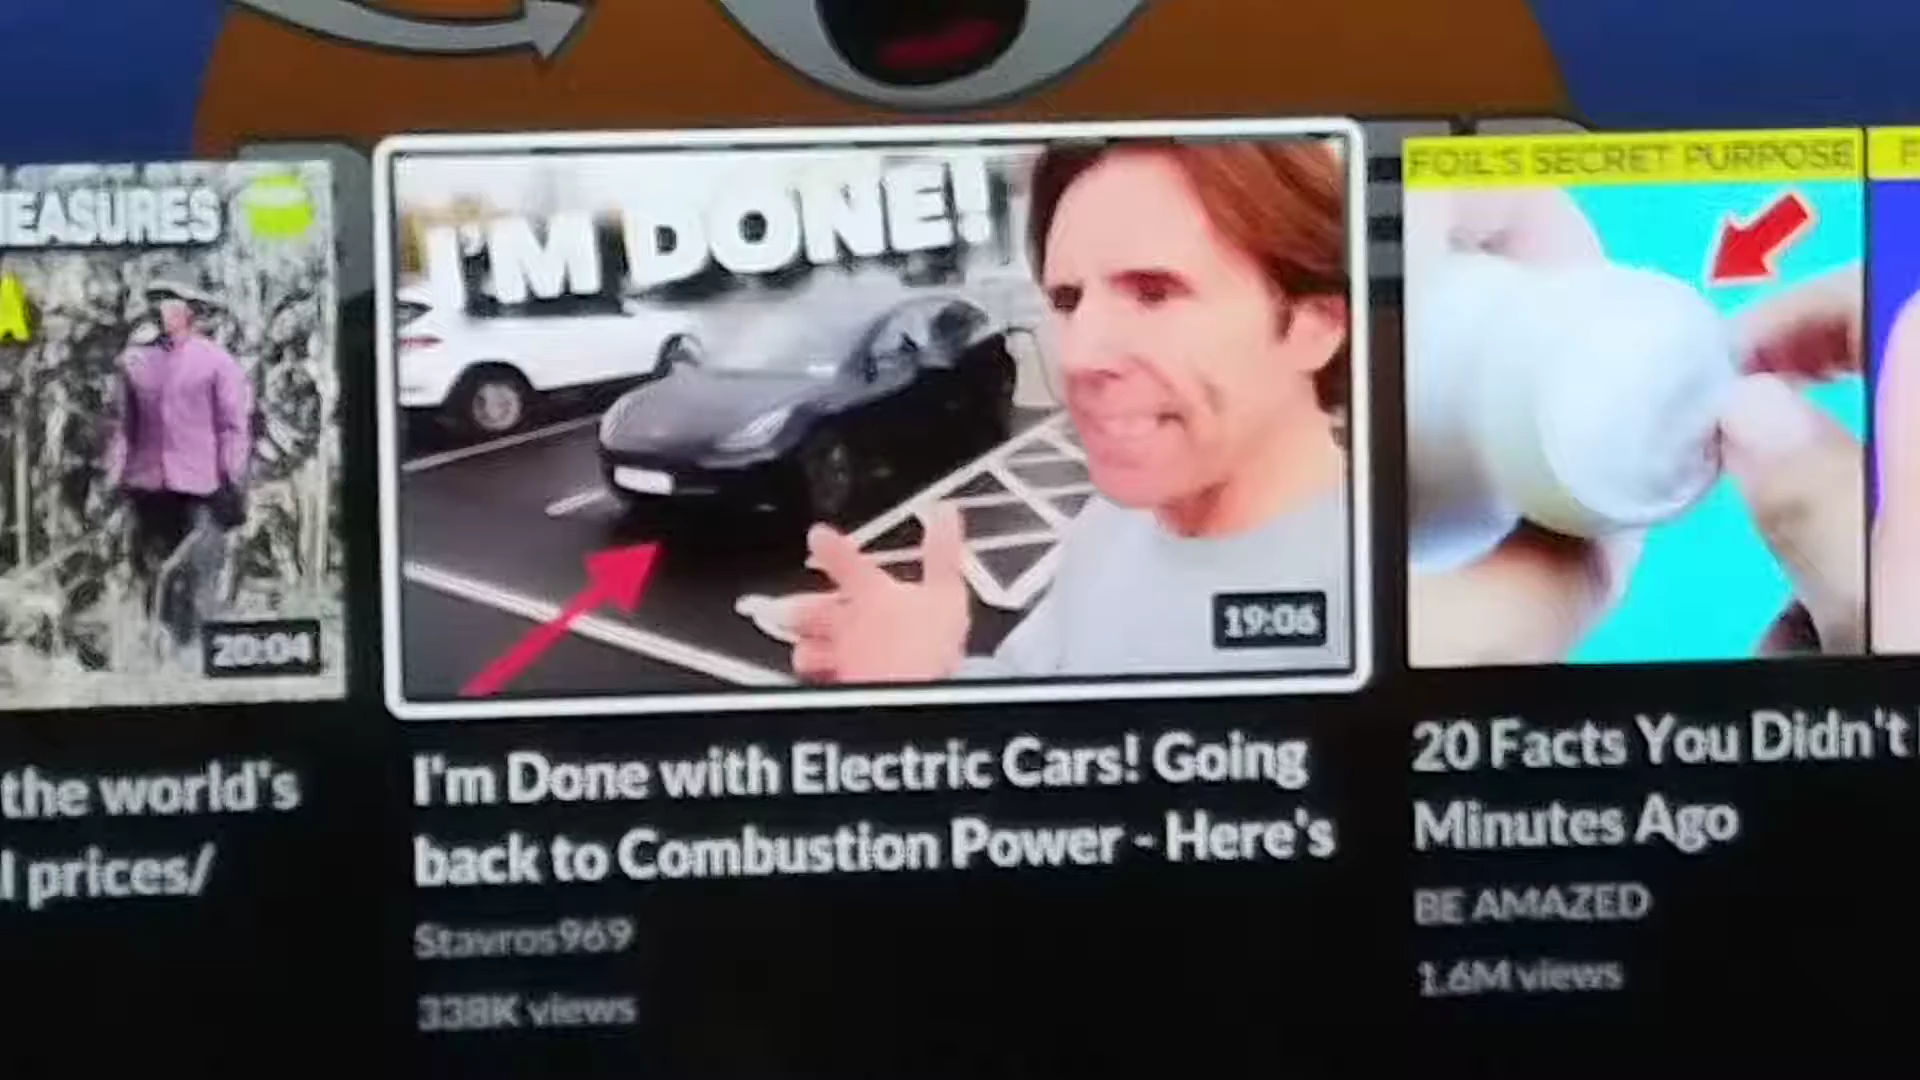 EASURES
A
20:04
the world's
l prices/
I'M DONE!
19:06
I'm Done with Electric Cars! Going
back to Combustion Power - Here's
Stavros969
338K views
FOIL'S SECRET PURPOSE
20 Facts You Didn't
Minutes Ago
BE AMAZED
1.6M views
F